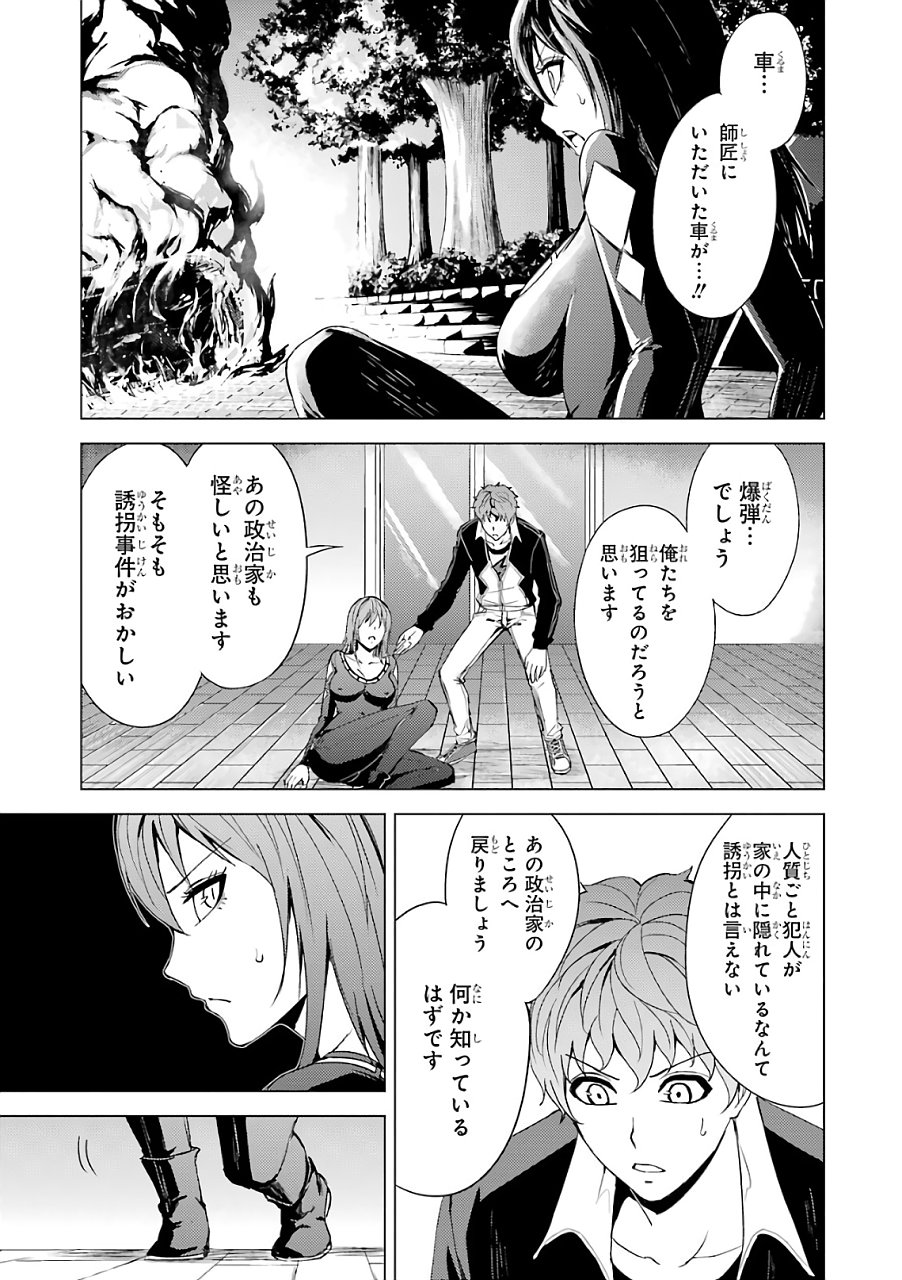 車…
師匠に
いただいた車が…!!
爆弾…
でしょう
俺たちを
狙ってるのだろうと
思います
あの政治家も
怪しいと思います
そもそも
誘拐事件がおかしい
人質ごと犯人が
家の中に隠れているなんて
誘拐とは言えない
あの政治家の
ところへ
戻りましょう
何か知っている
はずです